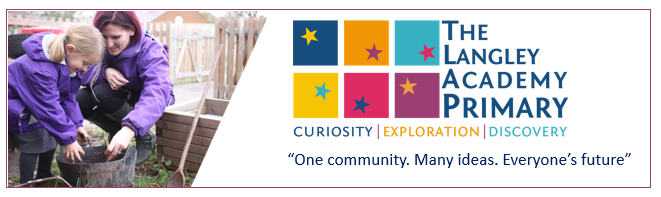 THE
LANGLEY
ACADEMY
PRIMARY
CURIOSITY|EXPLORATION|DISCOVERY
“One community. Many ideas. Everyone’s future”